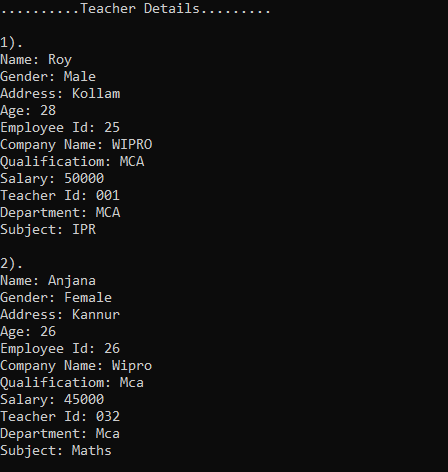 ..........Teacher Details.........
1).
Name: Roy
Gender: Male
Address: Kollam
Age: 28
Employee Id: 25
Company Name: WIPRO
Qualificatiom: MCA
Salary: 50000
Teacher Id: 001
Department: MCA
Subject: IPR
2).
Name: Anjana
Gender: Female
Address: Kannur
Age: 26
Employee Id: 26
Company Name: Wipro
Qualificatiom: Mca
Salary: 45000
Teacher Id: 032
Department: Mca
Subject: Maths